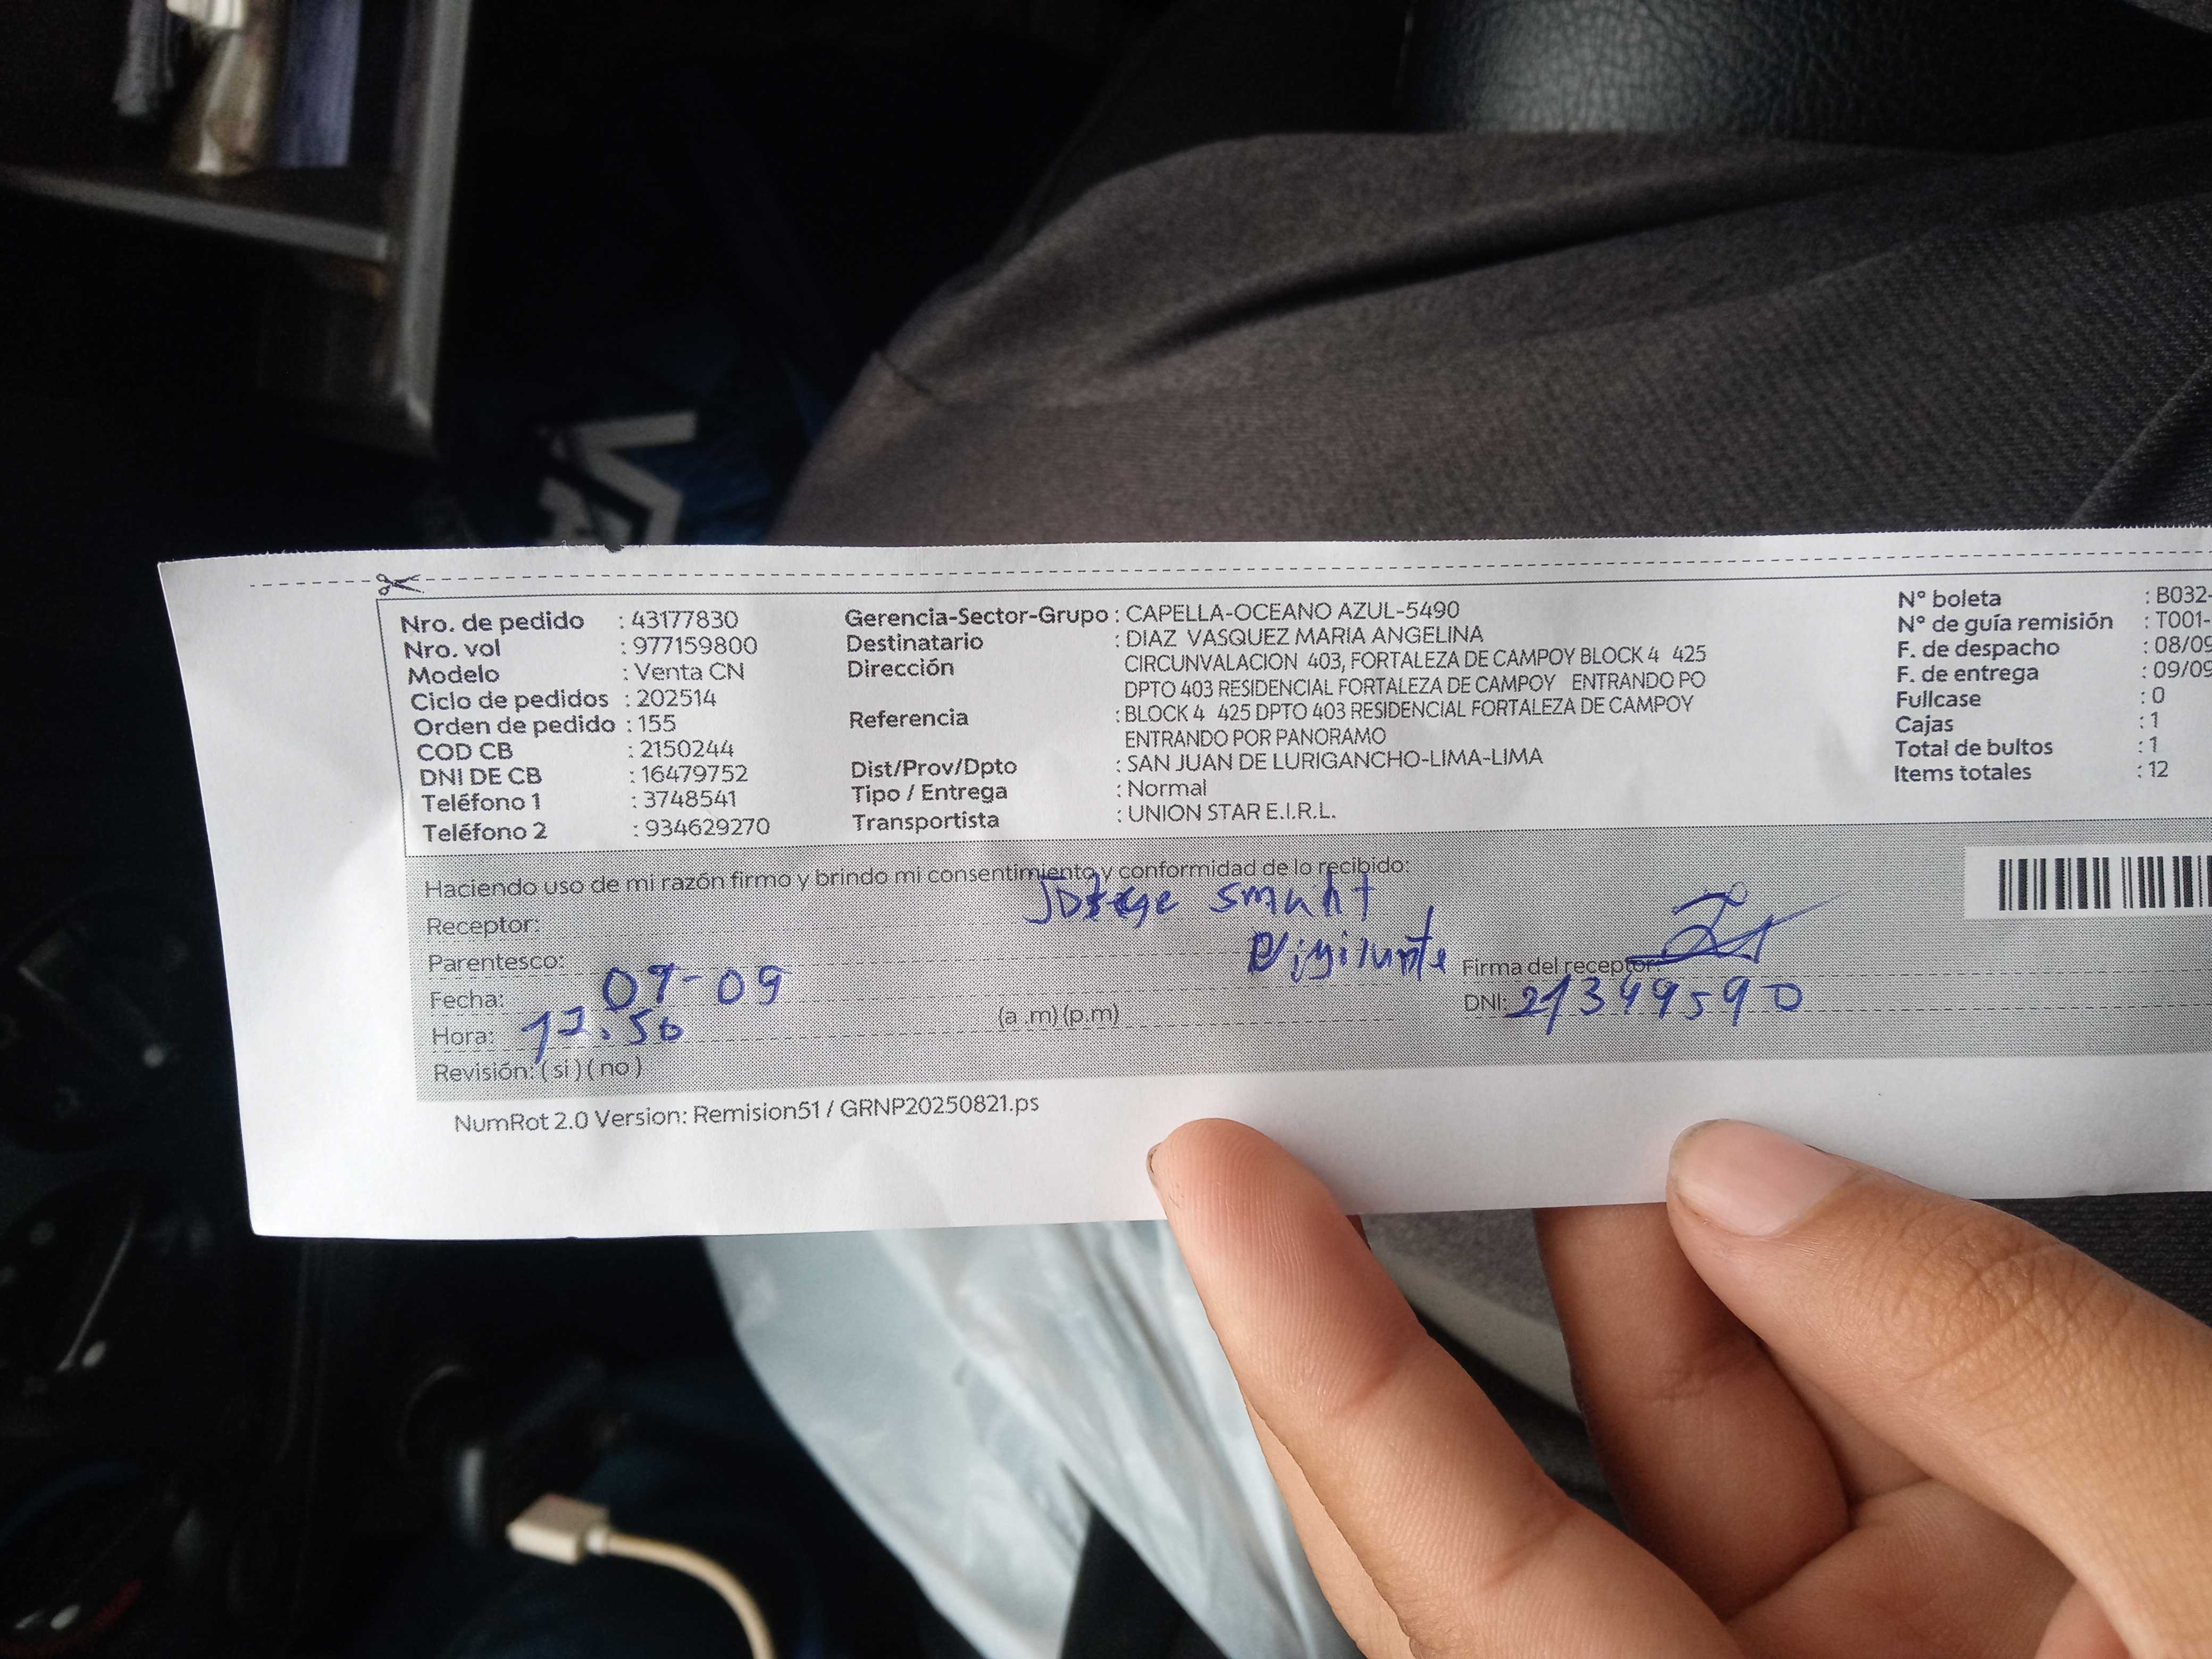 Nro. de pedido : 43177830
Nro. vol : 977159800
Modelo : Venta CN
Ciclo de pedidos : 202514
Orden de pedido : 155
COD CB : 2150244
DNI DE CB : 16479752
Teléfono 1 : 3748541
Teléfono 2 : 934629270
Gerencia-Sector-Grupo : CAPELLA-OCEANO AZUL-5490
Destinatario : DIAZ VASQUEZ MARIA ANGELINA
Dirección CIRCUNVALACION 403, FORTALEZA DE CAMPOY BLOCK 4 425
DPTO 403 RESIDENCIAL FORTALEZA DE CAMPOY ENTRANDO PO
Referencia : BLOCK 4 425 DPTO 403 RESIDENCIAL FORTALEZA DE CAMPOY
ENTRANDO POR PANORAMO
Dist/Prov/Dpto : SAN JUAN DE LURIGANCHO-LIMA-LIMA
Tipo / Entrega : Normal
Transportista : UNION STAR E.I.R.L.
N° boleta : B032-
N° de guía remisión : T001-
F. de despacho : 08/09
F. de entrega : 09/09
Fullcase : 0
Cajas : 1
Total de bultos : 1
Items totales : 12
Haciendo uso de mi razón firmo y brindo mi consentimiento y conformidad de lo recibido:
Receptor:
Parentesco: Vigilante
Firma del receptor:
Fecha: 09-09
DNI: 21349590
Hora: 12:50 (a .m) (p.m)
Revisión: ( si ) ( no )
NumRot 2.0 Version: Remision51 / GRNP20250821.ps